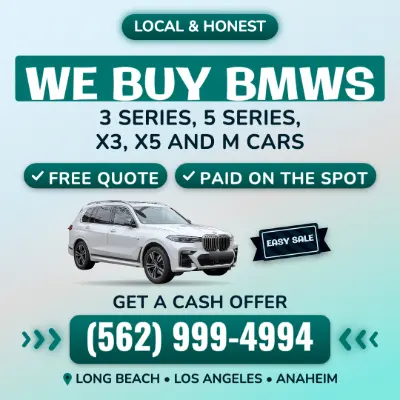 LOCAL & HONEST
WE BUY BMWS
3 SERIES, 5 SERIES,
X3, X5 AND M CARS
FREE QUOTE
PAID ON THE SPOT
EASY SALE
GET A CASH OFFER
(562) 999-4994
LONG BEACH • LOS ANGELES • ANAHEIM